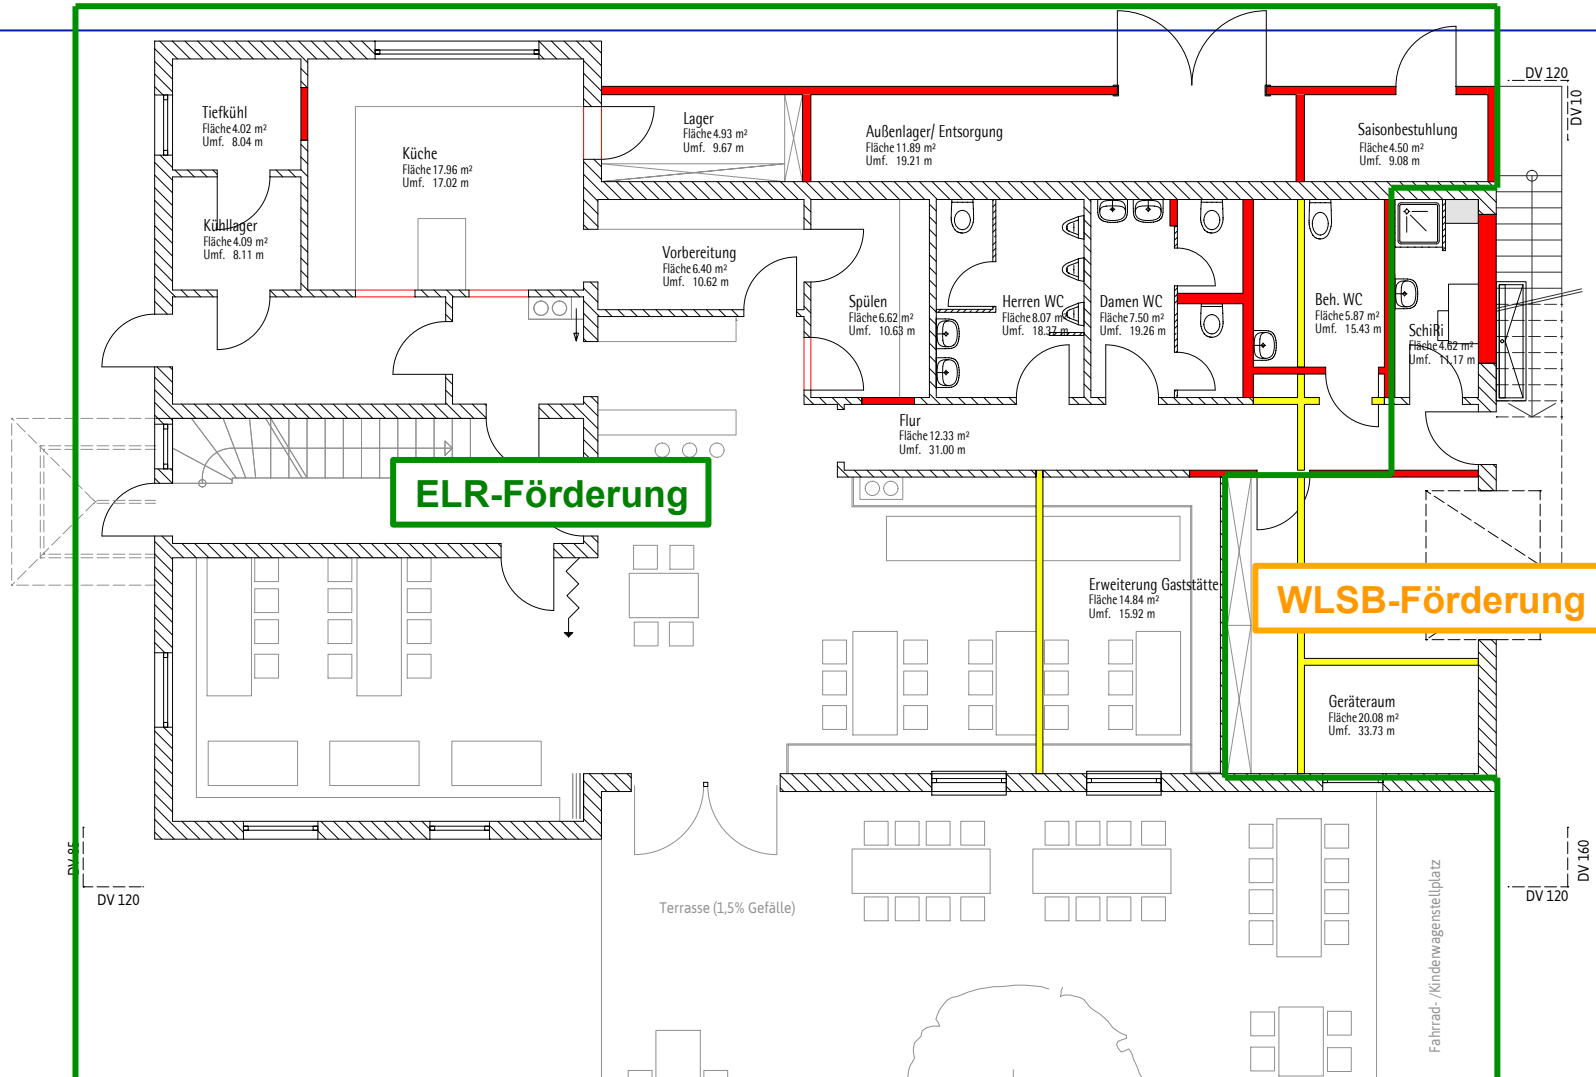 DV 120
DV 10
Tiefkühl
Fläche 4.02 m²
Umf. 8.04 m
Küche
Fläche 17.96 m²
Umf. 17.02 m
Lager
Fläche 4.93 m²
Umf. 9.67 m
Außenlager/ Entsorgung
Fläche 11.89 m²
Umf. 19.21 m
Saisonbestuhlung
Fläche 4.50 m²
Umf. 9.08 m
Kühllager
Fläche 4.09 m²
Umf. 8.11 m
Vorbereitung
Fläche 6.40 m²
Umf. 10.62 m
Spülen
Fläche 6.62 m²
Umf. 10.63 m
Herren WC
Fläche 8.07 m²
Umf. 18.37 m
Damen WC
Fläche 7.50 m²
Umf. 19.26 m
Beh. WC
Fläche 5.87 m²
Umf. 15.43 m
SchiRi
Fläche 4.62 m²
Umf. 11.17 m
Flur
Fläche 12.33 m²
Umf. 31.00 m
ELR-Förderung
Erweiterung Gaststätte
Fläche 14.84 m²
Umf. 15.92 m
WLSB-Förderung
Geräteraum
Fläche 20.08 m²
Umf. 33.73 m
DV 85
DV 120
Terrasse (1,5% Gefälle)
Fahrrad- /Kinderwagenstellplatz
DV 160
DV 120